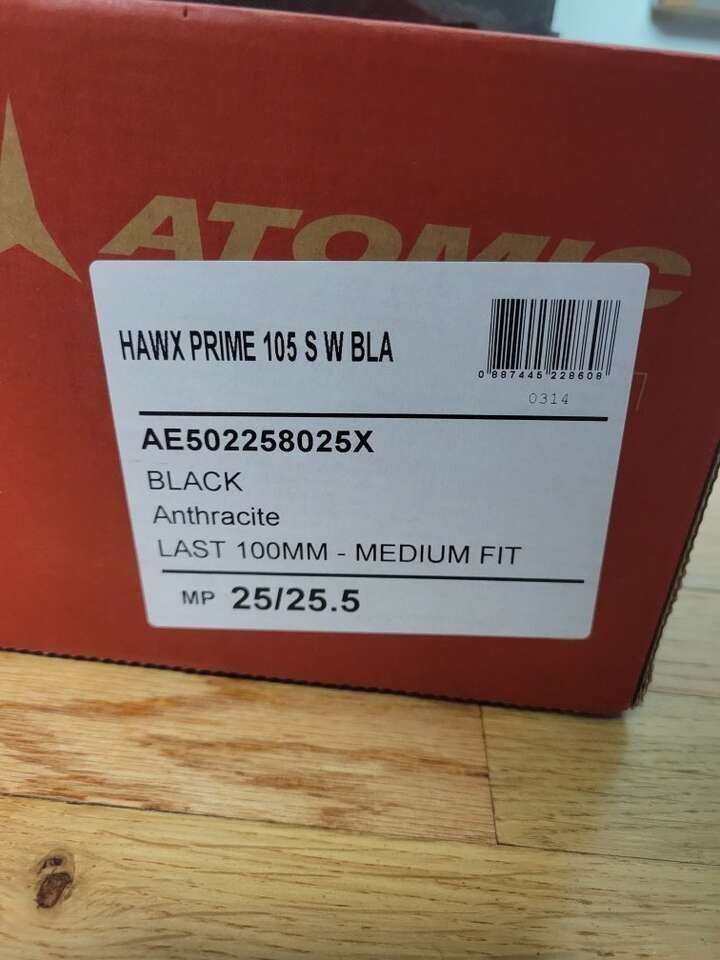 ATOMIC
HAWX PRIME 105 S W BLA
0 887445 228608
0314
AE502258025X
BLACK
Anthracite
LAST 100MM - MEDIUM FIT
MP 25/25.5